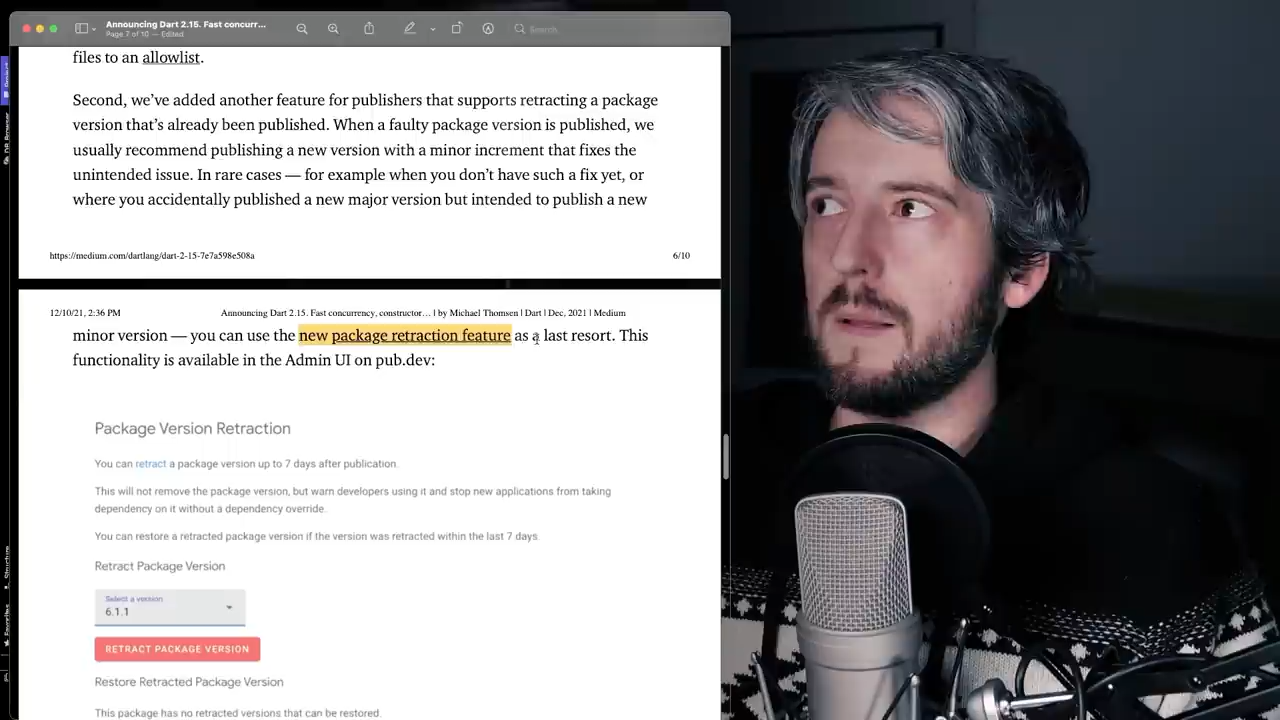 Announcing Dart 2.15. Fast concurr...
Page 7 of 10 — Edited
Search
files to an allowlist.
Second, we've added another feature for publishers that supports retracting a package
version that's already been published. When a faulty package version is published, we
usually recommend publishing a new version with a minor increment that fixes the
unintended issue. In rare cases — for example when you don't have such a fix yet, or
where you accidentally published a new major version but intended to publish a new
https://medium.com/dartlang/dart-2-15-7e7a598e508a
6/10
12/10/21, 2:36 PM
Announcing Dart 2.15. Fast concurrency, constructor... | by Michael Thomsen | Dart | Dec, 2021 | Medium
minor version — you can use the new package retraction feature as a last resort. This
functionality is available in the Admin UI on pub.dev:
Package Version Retraction
You can retract a package version up to 7 days after publication.
This will not remove the package version, but warn developers using it and stop new applications from taking
dependency on it without a dependency override.
You can restore a retracted package version if the version was retracted within the last 7 days.
Retract Package Version
Select a version
6.1.1
RETRACT PACKAGE VERSION
Restore Retracted Package Version
This package has no retracted versions that can be restored.
Project
Structure
Favorites